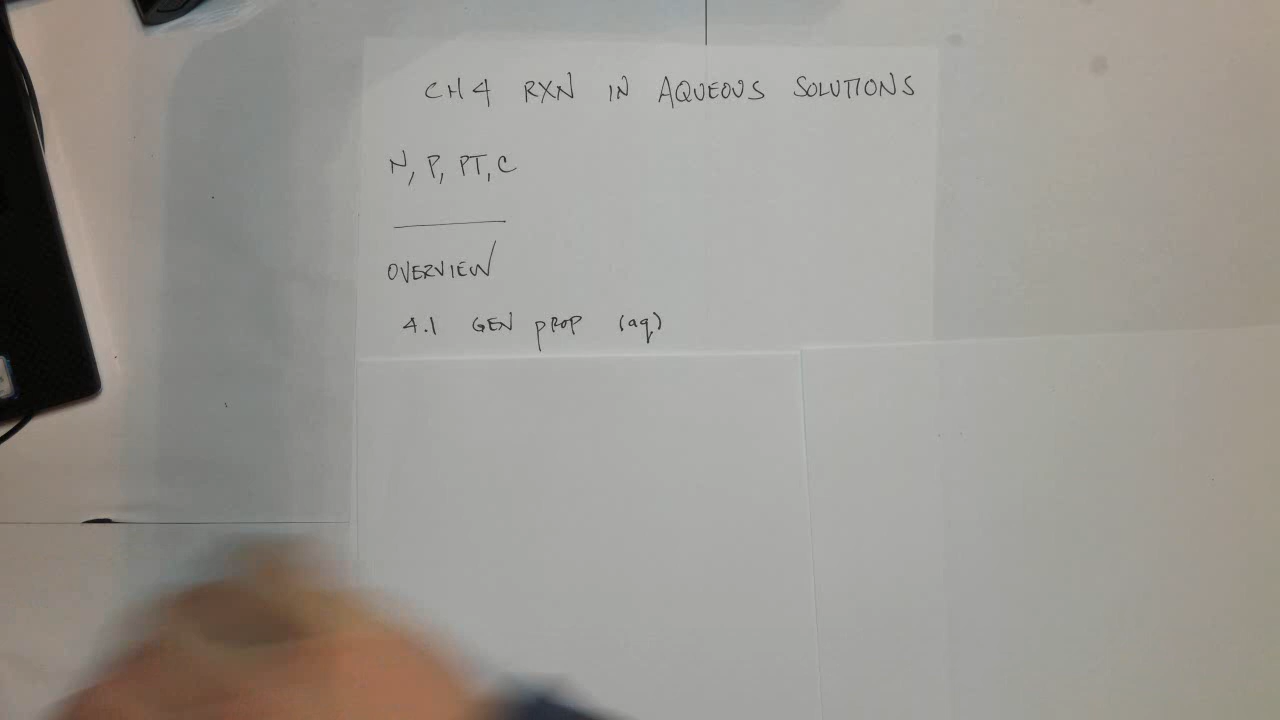 CH 4 RXN IN AQUEOUS SOLUTIONS
N, P, PT, C
OVERVIEW
4.1 GEN PROP (aq)